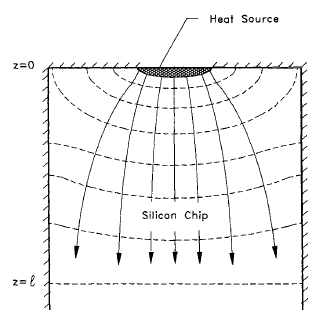 Heat Source
z=0
Silicon Chip
z=ℓ